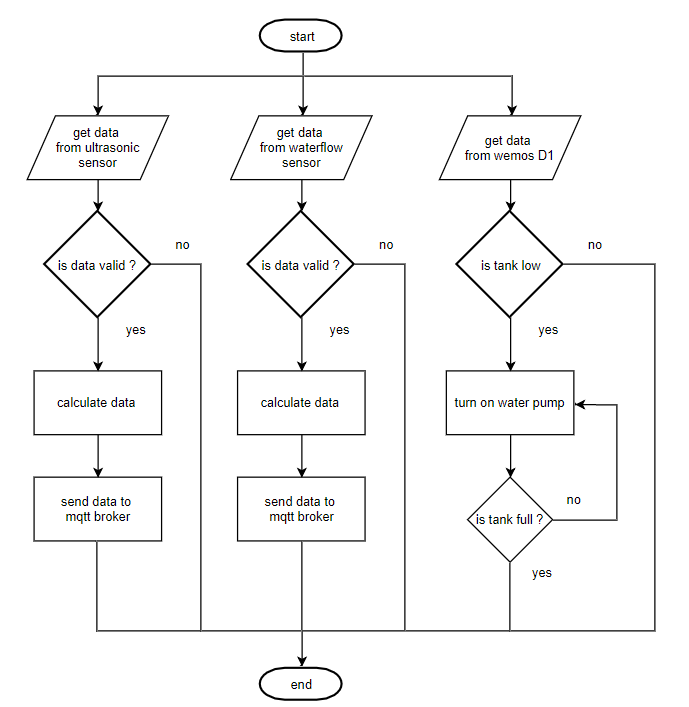 start
get data
from ultrasonic
sensor
get data
from waterflow
sensor
get data
from wemos D1
no
no
no
is data valid ?
is data valid ?
is tank low
yes
yes
yes
calculate data
calculate data
turn on water pump
no
send data to
mqtt broker
send data to
mqtt broker
is tank full ?
yes
end